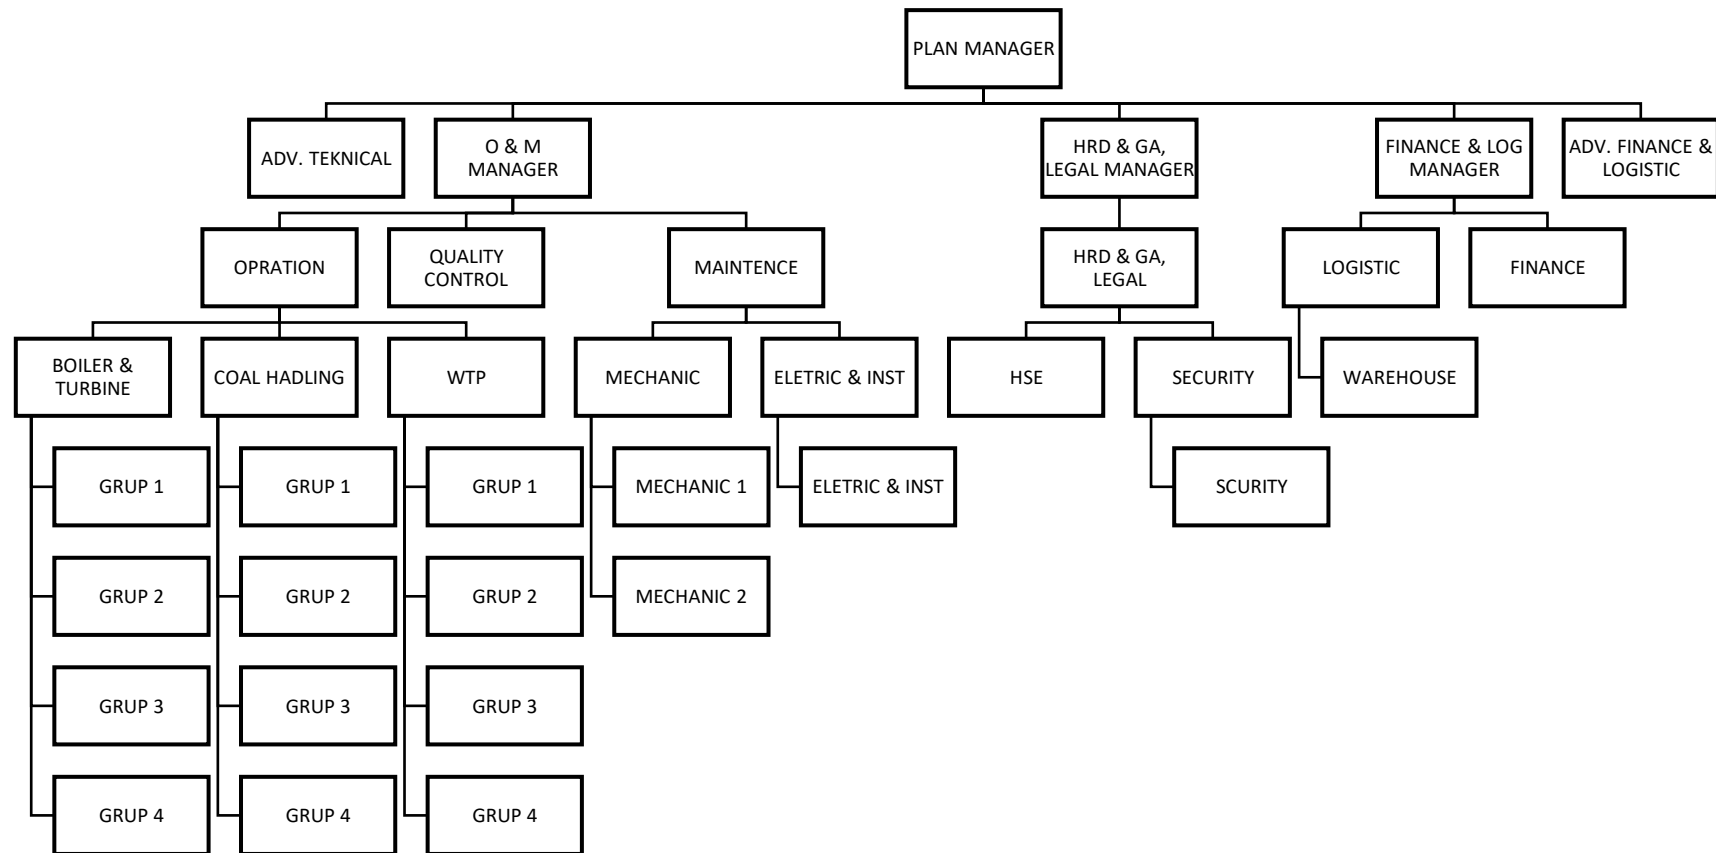 PLAN MANAGER
ADV. TEKNICAL
O & M
MANAGER
HRD & GA,
LEGAL MANAGER
FINANCE & LOG
MANAGER
ADV. FINANCE &
LOGISTIC
OPRATION
QUALITY
CONTROL
MAINTENCE
HRD & GA,
LEGAL
LOGISTIC
FINANCE
BOILER &
TURBINE
COAL HADLING
WTP
MECHANIC
ELETRIC & INST
HSE
SECURITY
WAREHOUSE
GRUP 1
GRUP 1
GRUP 1
MECHANIC 1
ELETRIC & INST
SCURITY
GRUP 2
GRUP 2
GRUP 2
MECHANIC 2
GRUP 3
GRUP 3
GRUP 3
GRUP 4
GRUP 4
GRUP 4